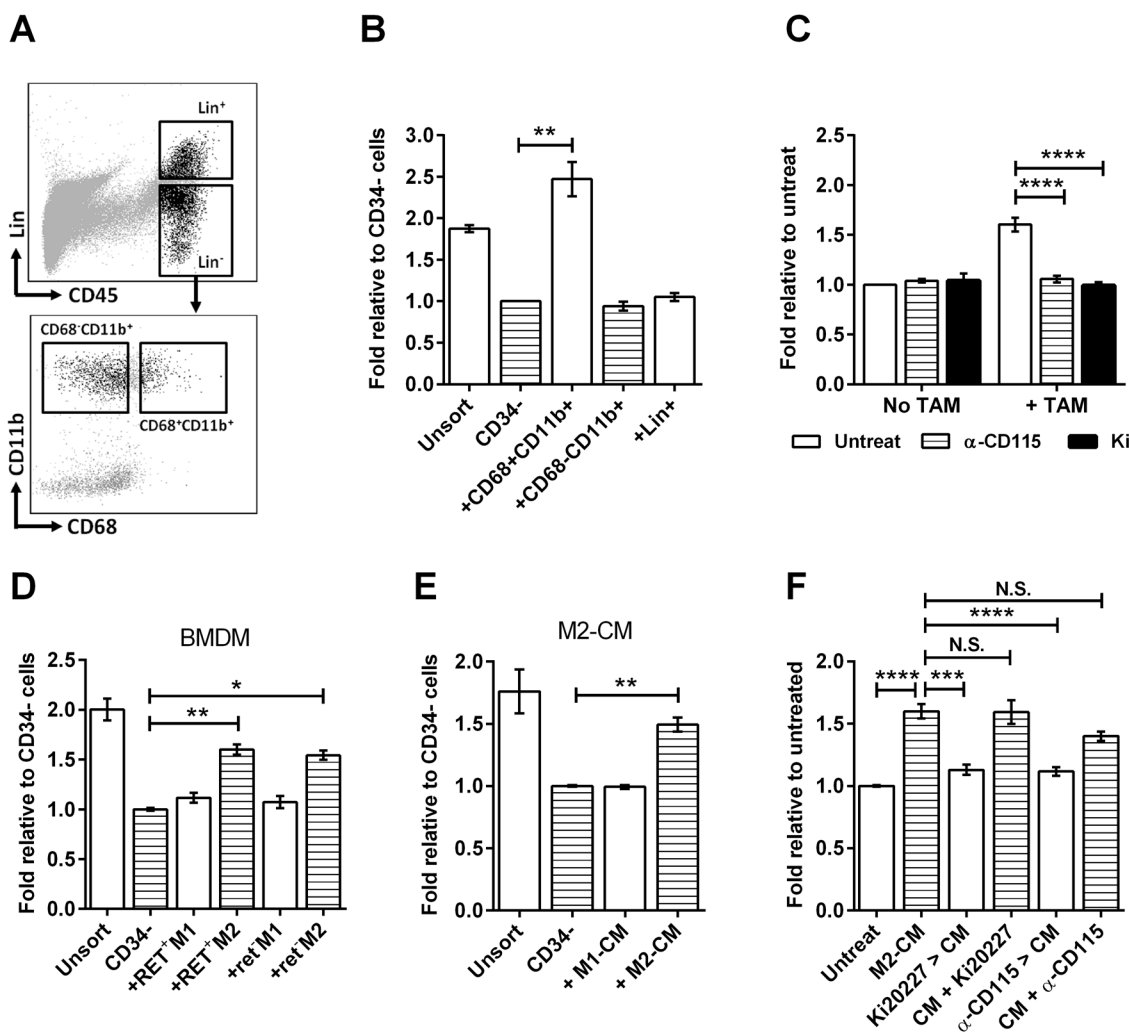 A
Lin⁺
Lin⁻
Lin
CD45
CD68⁻CD11b⁺
CD68⁺CD11b⁺
CD11b
CD68
B
Fold relative to CD34- cells
3.0
2.5
2.0
1.5
1.0
0.5
0.0
**
Unsort
CD34-
+CD68+CD11b+
+CD68-CD11b+
+Lin+
C
Fold relative to untreat
2.5
2.0
1.5
1.0
0.5
0.0
****
****
No TAM
+ TAM
Untreat
α-CD115
Ki
D
BMDM
Fold relative to CD34- cells
2.5
2.0
1.5
1.0
0.5
0.0
*
**
Unsort
CD34-
+RET⁺M1
+RET⁺M2
+ret⁻M1
+ret⁻M2
E
M2-CM
Fold relative to CD34- cells
2.0
1.5
1.0
0.5
0.0
**
Unsort
CD34-
+ M1-CM
+ M2-CM
F
Fold relative to untreated
2.0
1.5
1.0
0.5
0.0
N.S.
****
N.S.
**** ***
Untreat
M2-CM
Ki20227 > CM
CM + Ki20227
α-CD115 > CM
CM + α-CD115